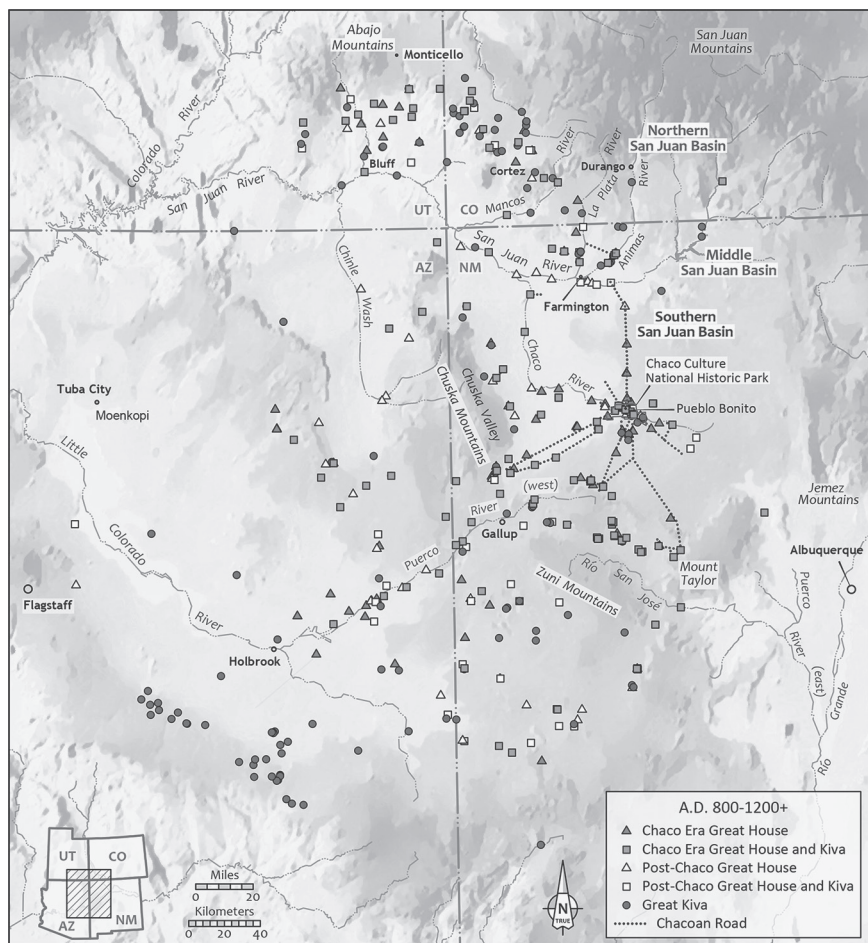 Abajo
Mountains
Monticello
San Juan
Mountains
Colorado
River
Northern
San Juan Basin
River
River
Durango
River
La Plata
Bluff
Cortez
San Juan River
Mancos
UT
CO
AZ
NM
San Juan River
Animas
Middle
San Juan Basin
Chinle
Wash
Farmington
Southern
San Juan Basin
Chaco
River
Chaco Culture
National Historic Park
Pueblo Bonito
Chuska Mountains
Chuska Valley
Tuba City
Moenkopi
Little
Colorado
River
(west)
River
Puerco
Gallup
Jemez
Mountains
Albuquerque
Mount
Taylor
Río San José
Zuni Mountains
Flagstaff
Holbrook
Puerco
River
(east)
Río
Grande
A.D. 800-1200+
Chaco Era Great House
Chaco Era Great House and Kiva
Post-Chaco Great House
Post-Chaco Great House and Kiva
Great Kiva
Chacoan Road
UT
CO
AZ
NM
Miles
0 20
Kilometers
0 20 40
N
TRUE